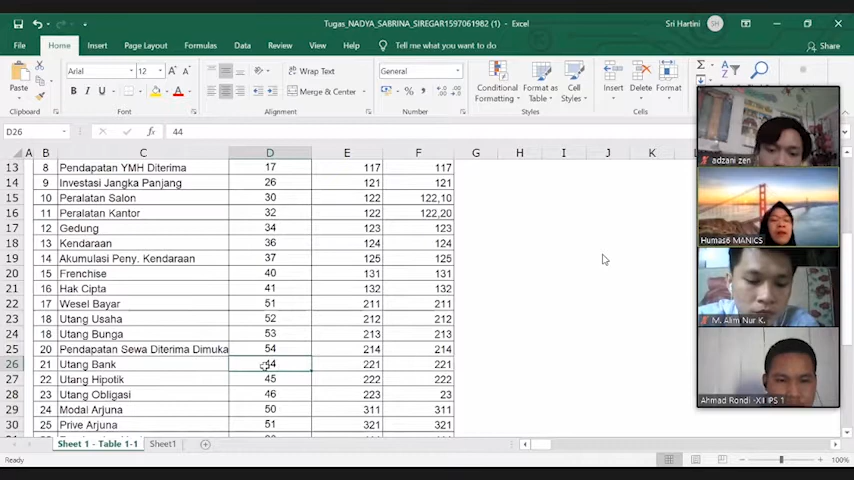 Tugas_NADYA_SABRINA_SIREGAR1597061982 (1) - Excel
Sri Hartini SH
File Home Insert Page Layout Formulas Data Review View Help Tell me what you want to do Share
Paste
Arial 12
Wrap Text
Merge & Center
General
Conditional Formatting
Format as Table
Cell Styles
Insert Delete Format
Clipboard Font Alignment Number Styles
D26 fx 44
A B C D E F G H I J K
13 8 Pendapatan YMH Diterima 17 117 117
14 9 Investasi Jangka Panjang 26 121 121
15 10 Peralatan Salon 30 122 122,10
16 11 Peralatan Kantor 32 122 122,20
17 12 Gedung 34 123 123
18 13 Kendaraan 36 124 124
19 14 Akumulasi Peny. Kendaraan 37 125 125
20 15 Frenchise 40 131 131
21 16 Hak Cipta 41 132 132
22 17 Wesel Bayar 51 211 211
23 18 Utang Usaha 52 212 212
24 19 Utang Bunga 53 213 213
25 20 Pendapatan Sewa Diterima Dimuka 54 214 214
26 21 Utang Bank 44 221 221
27 22 Utang Hipotik 45 222 222
28 23 Utang Obligasi 46 223 23
29 24 Modal Arjuna 50 311 311
30 25 Prive Arjuna 51 321 321
Sheet 1 - Table 1-1 Sheet1
Ready 100%
adzani zen
Humas6 MANICS
M. Alim Nur K.
Ahmad Rondi -XII IPS 1